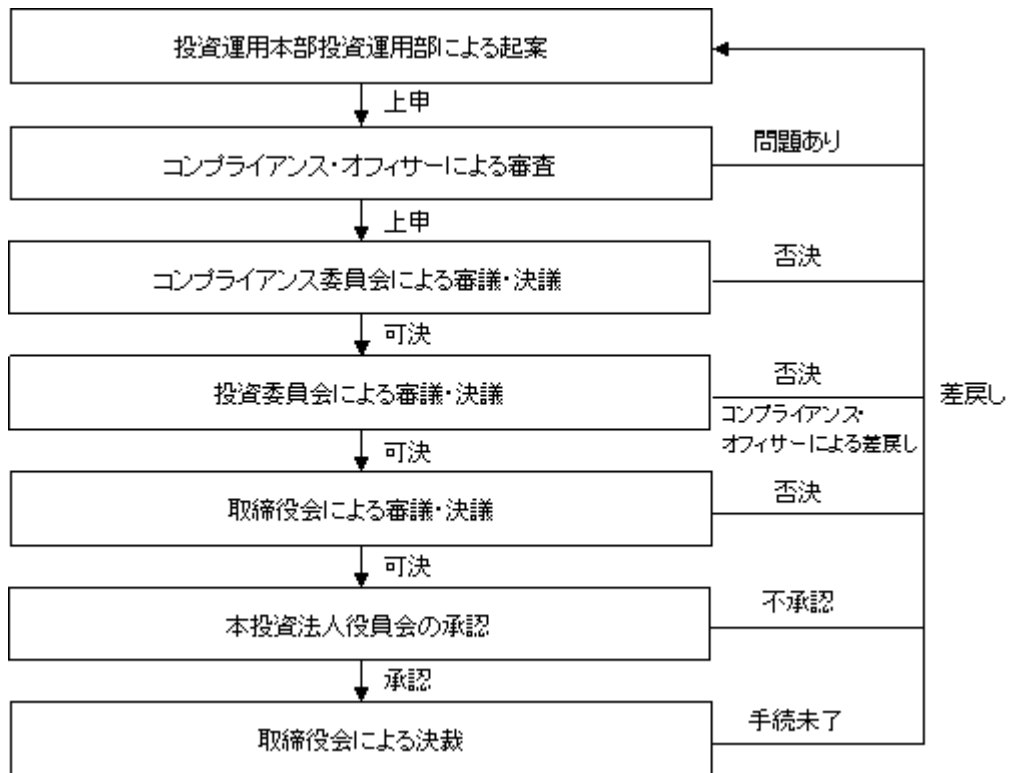 投資運用本部投資運用部による起案
上申
問題あり
コンプライアンス・オフィサーによる審査
上申
否決
コンプライアンス委員会による審議・決議
可決
否決
投資委員会による審議・決議
差戻し
コンプライアンス・
オフィサーによる差戻し
可決
否決
取締役会による審議・決議
可決
不承認
本投資法人役員会の承認
承認
手続未了
取締役会による決裁